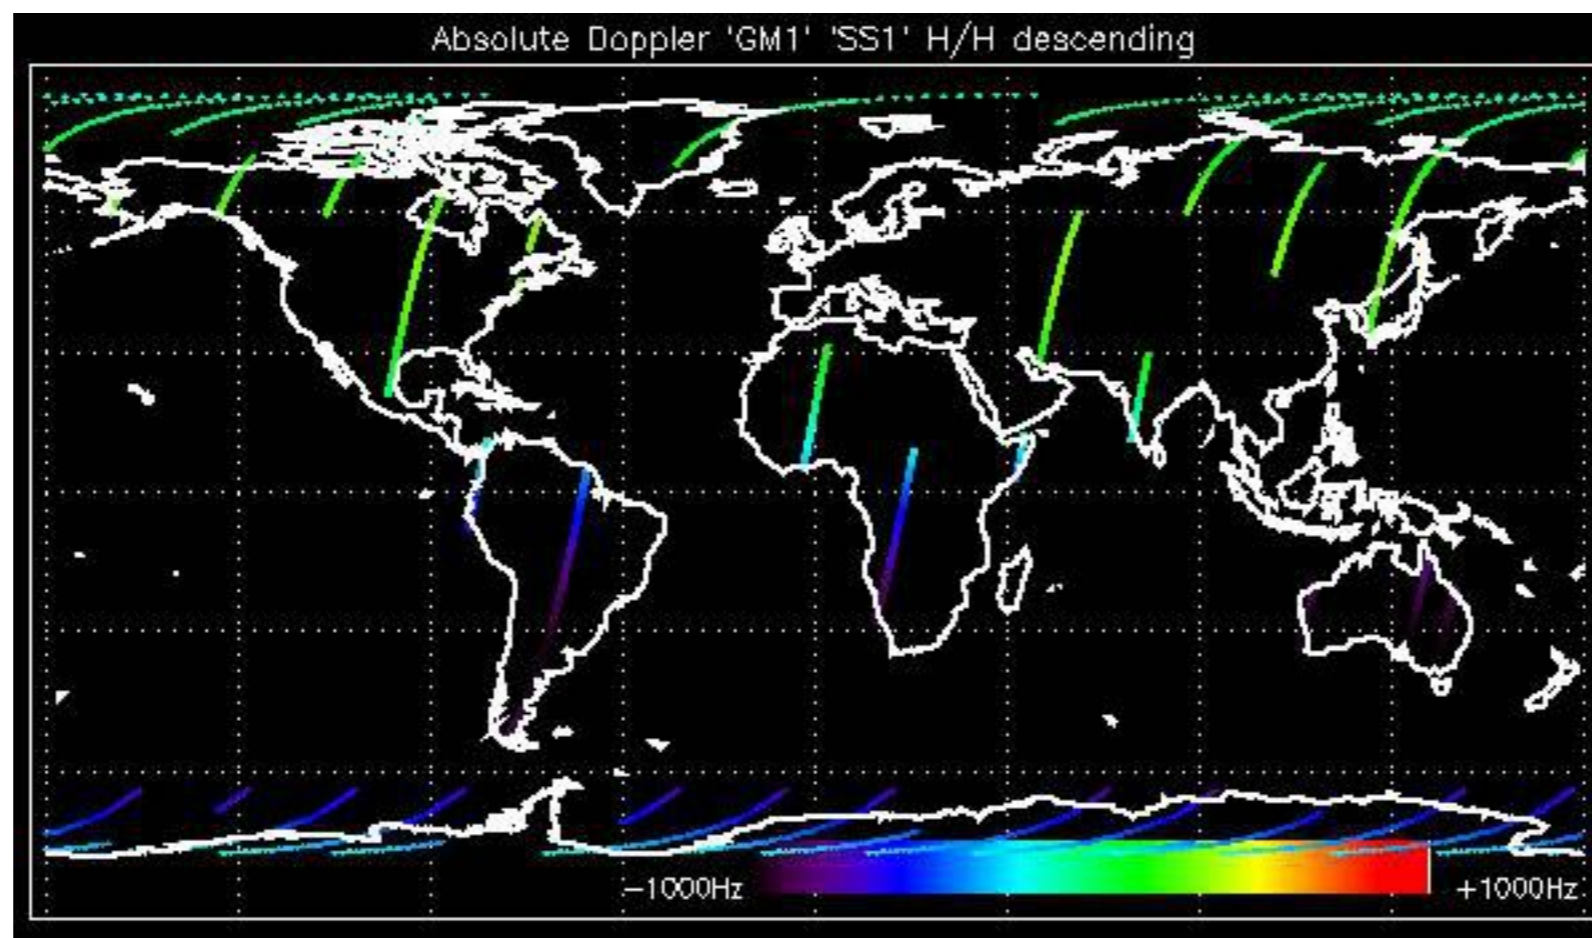 Absolute Doppler 'GM1' 'SS1' H/H descending
−1000Hz
+1000Hz